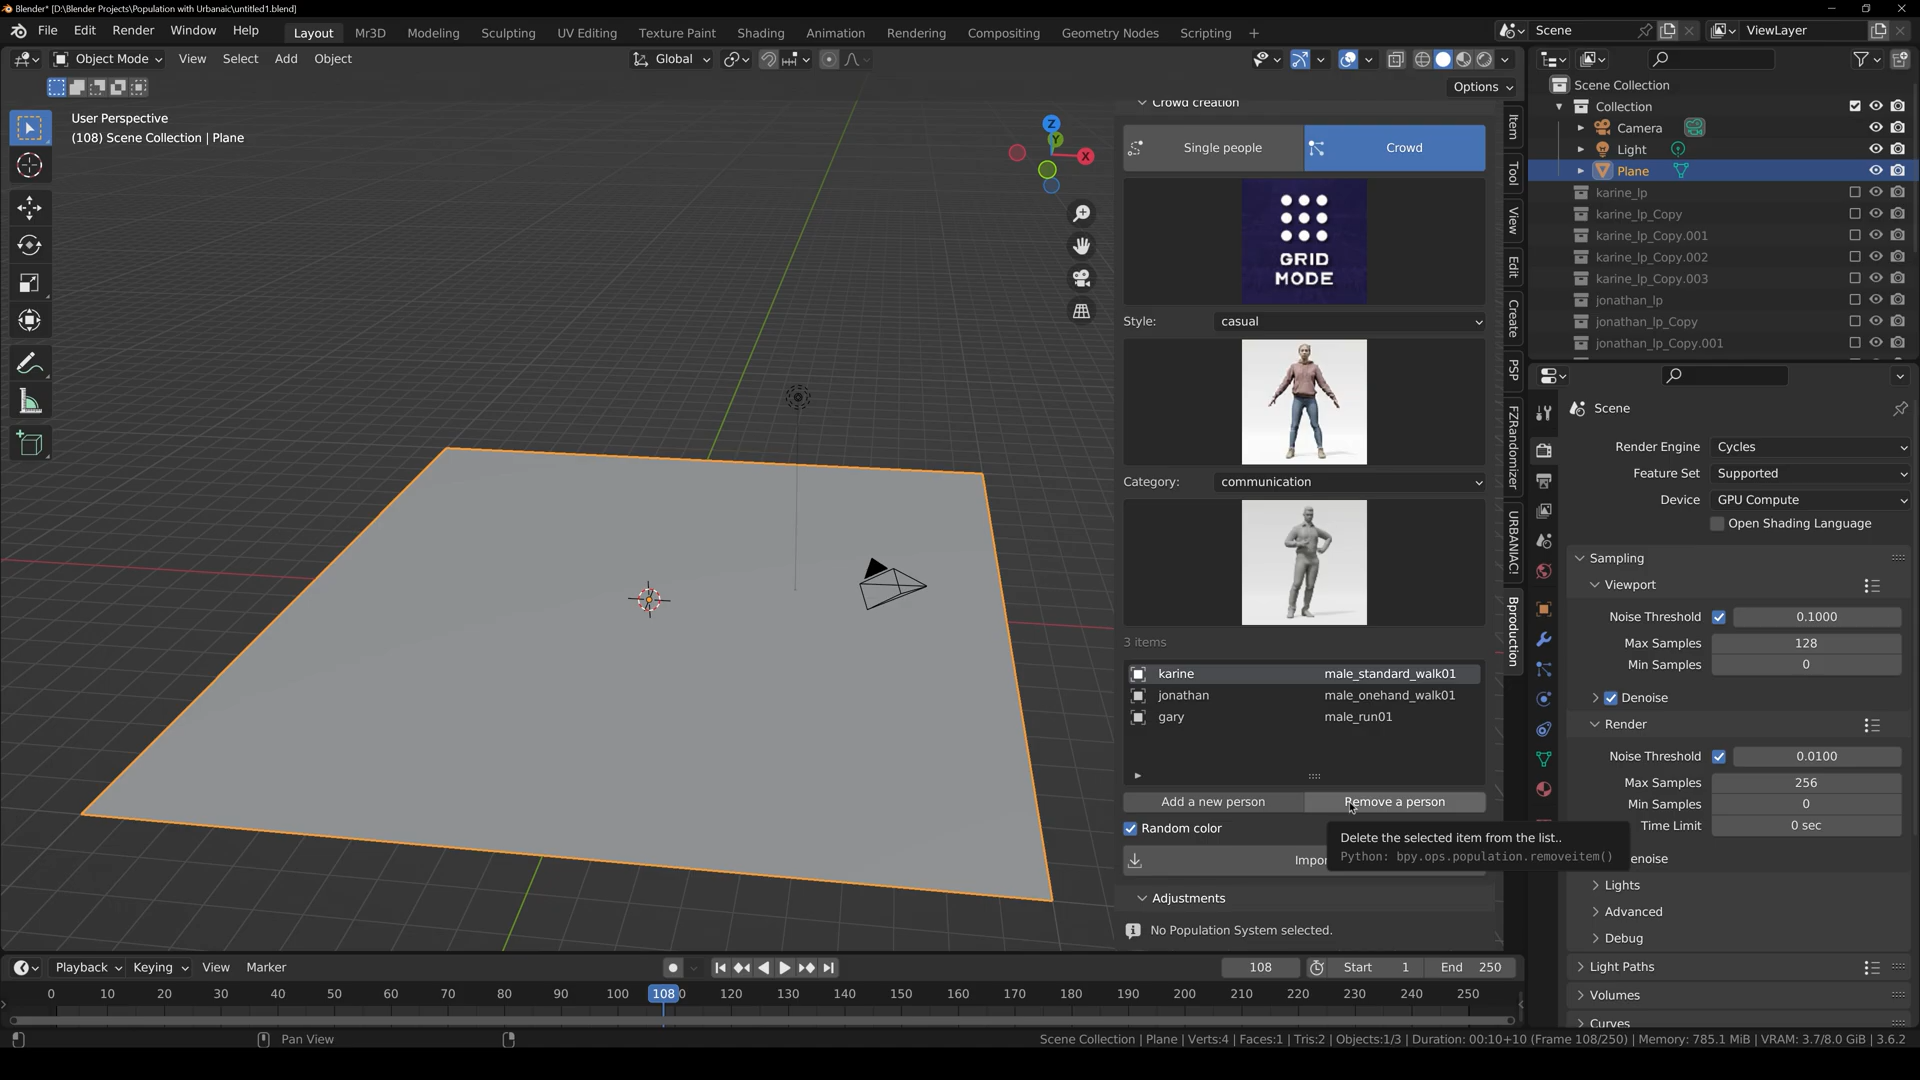 Blender* [D:\Blender Projects\Population with Urbanaic\untitled1.blend]
File Edit Render Window Help Layout Mr3D Modeling Sculpting UV Editing Texture Paint Shading Animation Rendering Compositing Geometry Nodes Scripting + Scene ViewLayer
Object Mode View Select Add Object Global
Options
User Perspective
(108) Scene Collection | Plane
Z
Y
X
Crowd creation
Single people Crowd
GRID
MODE
Style: casual
Category: communication
3 items
karine male_standard_walk01
jonathan male_onehand_walk01
gary male_run01
Add a new person Remove a person
Random color
Delete the selected item from the list..
Python: bpy.ops.population.removeitem()
Impor
Adjustments
No Population System selected.
Item
Tool
View
Edit
Create
PSP
FZRandomizer
URBANIAC!
Bproduction
Scene Collection
Collection
Camera
Light
Plane
karine_lp
karine_lp_Copy
karine_lp_Copy.001
karine_lp_Copy.002
karine_lp_Copy.003
jonathan_lp
jonathan_lp_Copy
jonathan_lp_Copy.001
Scene
Render Engine Cycles
Feature Set Supported
Device GPU Compute
Open Shading Language
Sampling
Viewport
Noise Threshold 0.1000
Max Samples 128
Min Samples 0
Denoise
Render
Noise Threshold 0.0100
Max Samples 256
Min Samples 0
Time Limit 0 sec
enoise
Lights
Advanced
Debug
Light Paths
Volumes
Curves
Playback Keying View Marker 108 Start 1 End 250
0 10 20 30 40 50 60 70 80 90 100 108 0 120 130 140 150 160 170 180 190 200 210 220 230 240 250
Pan View
Scene Collection | Plane | Verts:4 | Faces:1 | Tris:2 | Objects:1/3 | Duration: 00:10+10 (Frame 108/250) | Memory: 785.1 MiB | VRAM: 3.7/8.0 GiB | 3.6.2